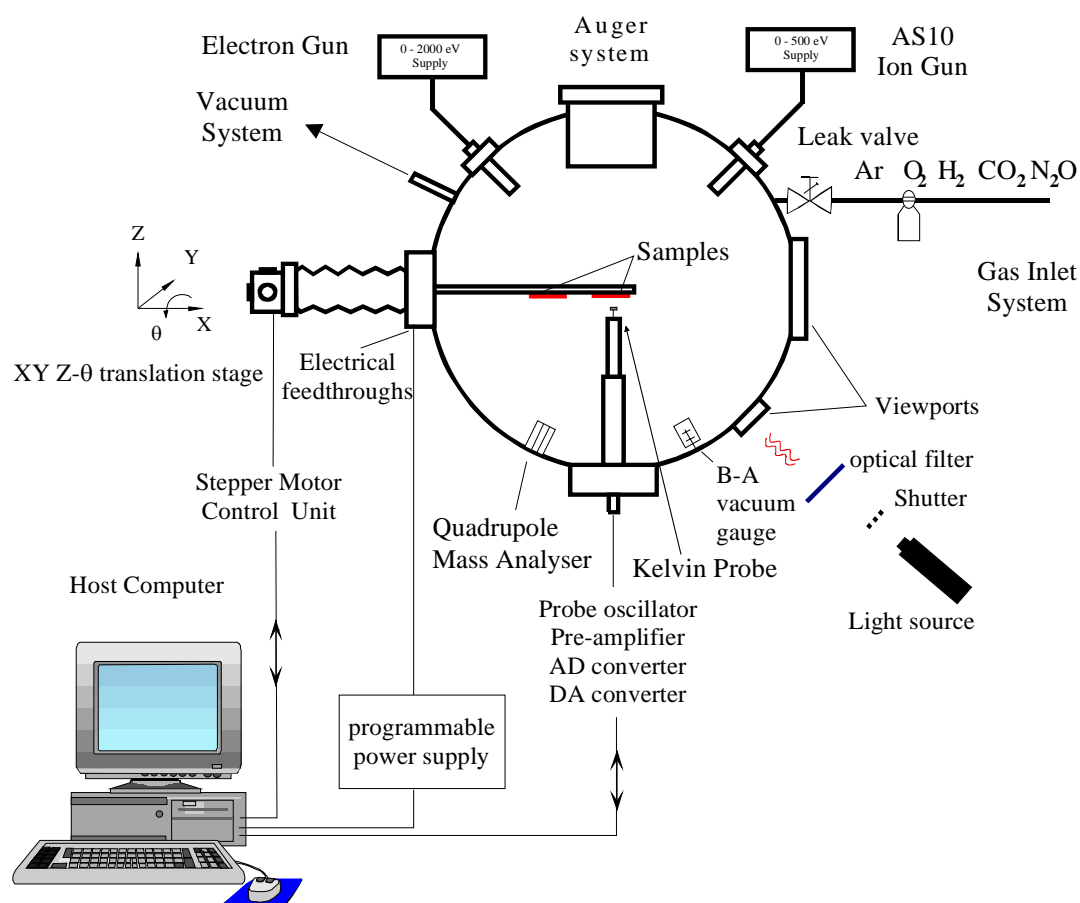 Electron Gun
0 - 2000 eV
Supply
Auger
system
0 - 500 eV
Supply
AS10
Ion Gun
Vacuum
System
Leak valve
Ar O₂ H₂ CO₂ N₂O
Samples
Z
Y
X
θ
Gas Inlet
System
XY Z-θ translation stage
Electrical
feedthroughs
Viewports
optical filter
Shutter
Light source
B-A
vacuum
gauge
Quadrupole
Mass Analyser
Kelvin Probe
Stepper Motor
Control Unit
Host Computer
Probe oscillator
Pre-amplifier
AD converter
DA converter
programmable
power supply